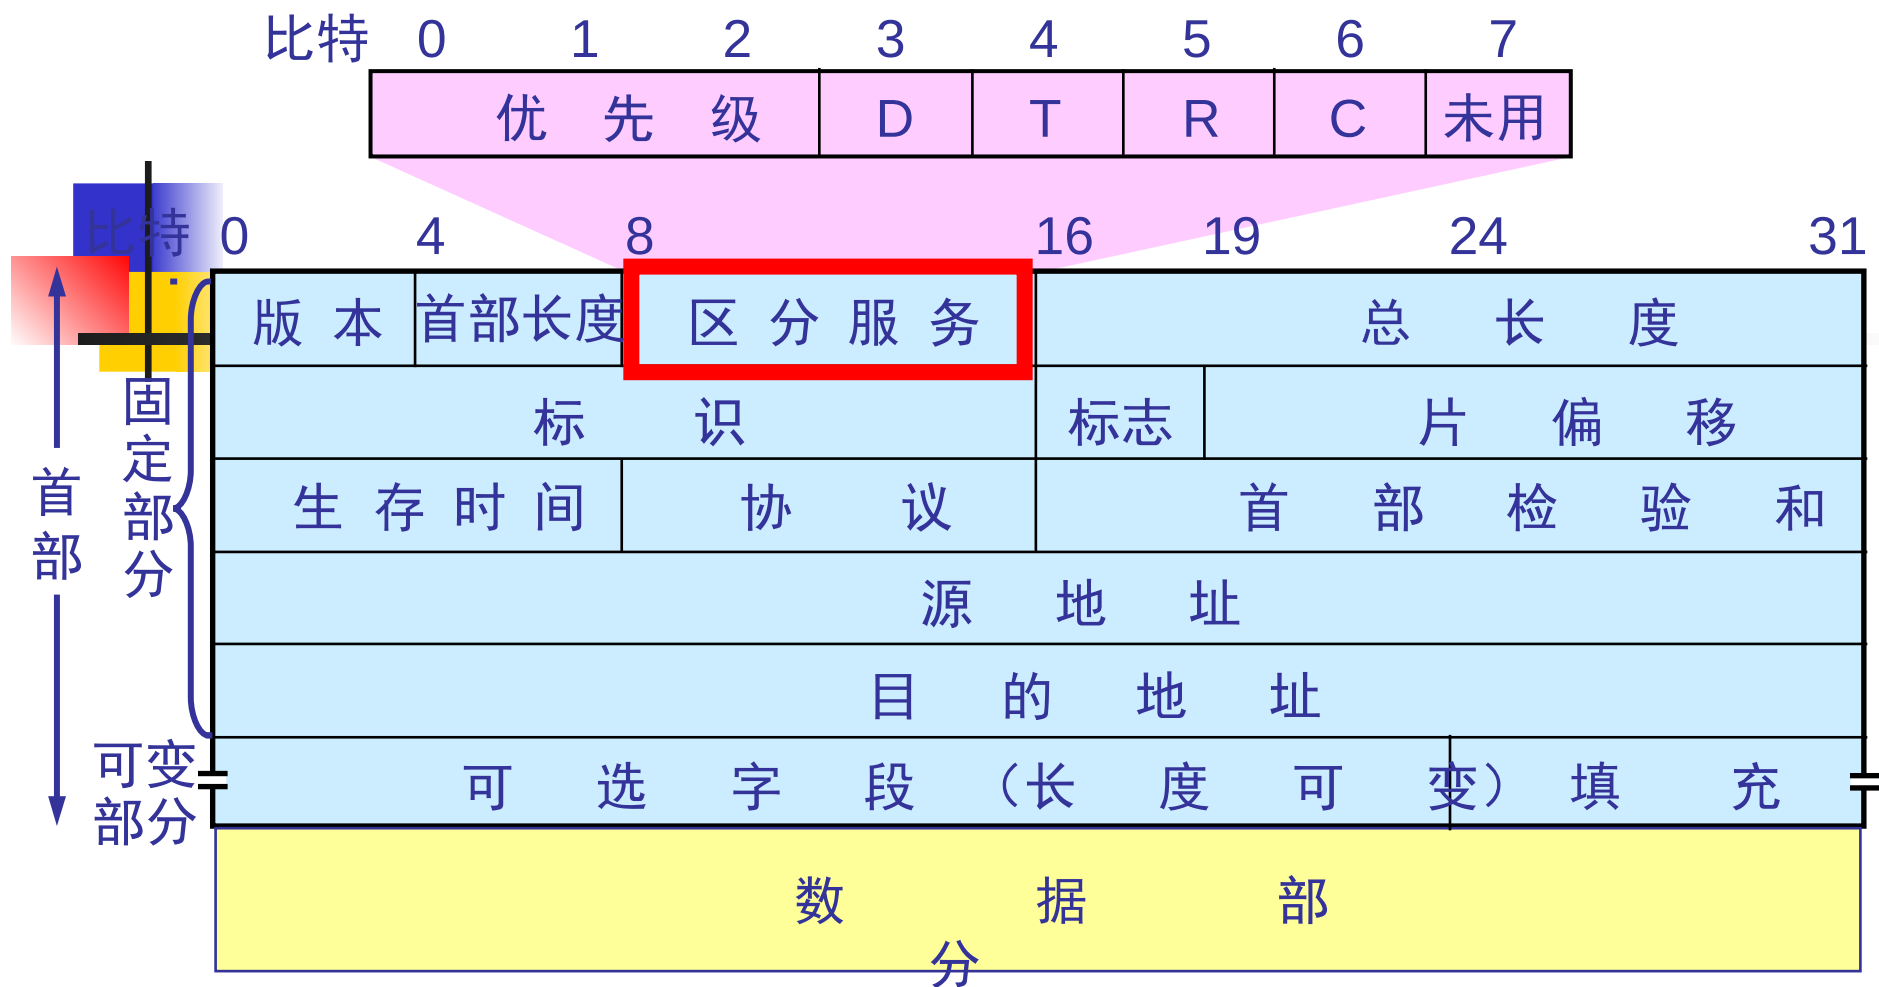 比特 0 1 2 3 4 5 6 7
优 先 级 D T R C 未用
比特 0 4 8 16 19 24 31
版 本 首部长度 区 分 服 务 总 长 度
标 识 标志 片 偏 移
生 存 时 间 协 议 首 部 检 验 和
源 地 址
目 的 地 址
可 选 字 段 （长 度 可 变） 填 充
数 据 部
分
首
部
固
定
部
分
可变
部分